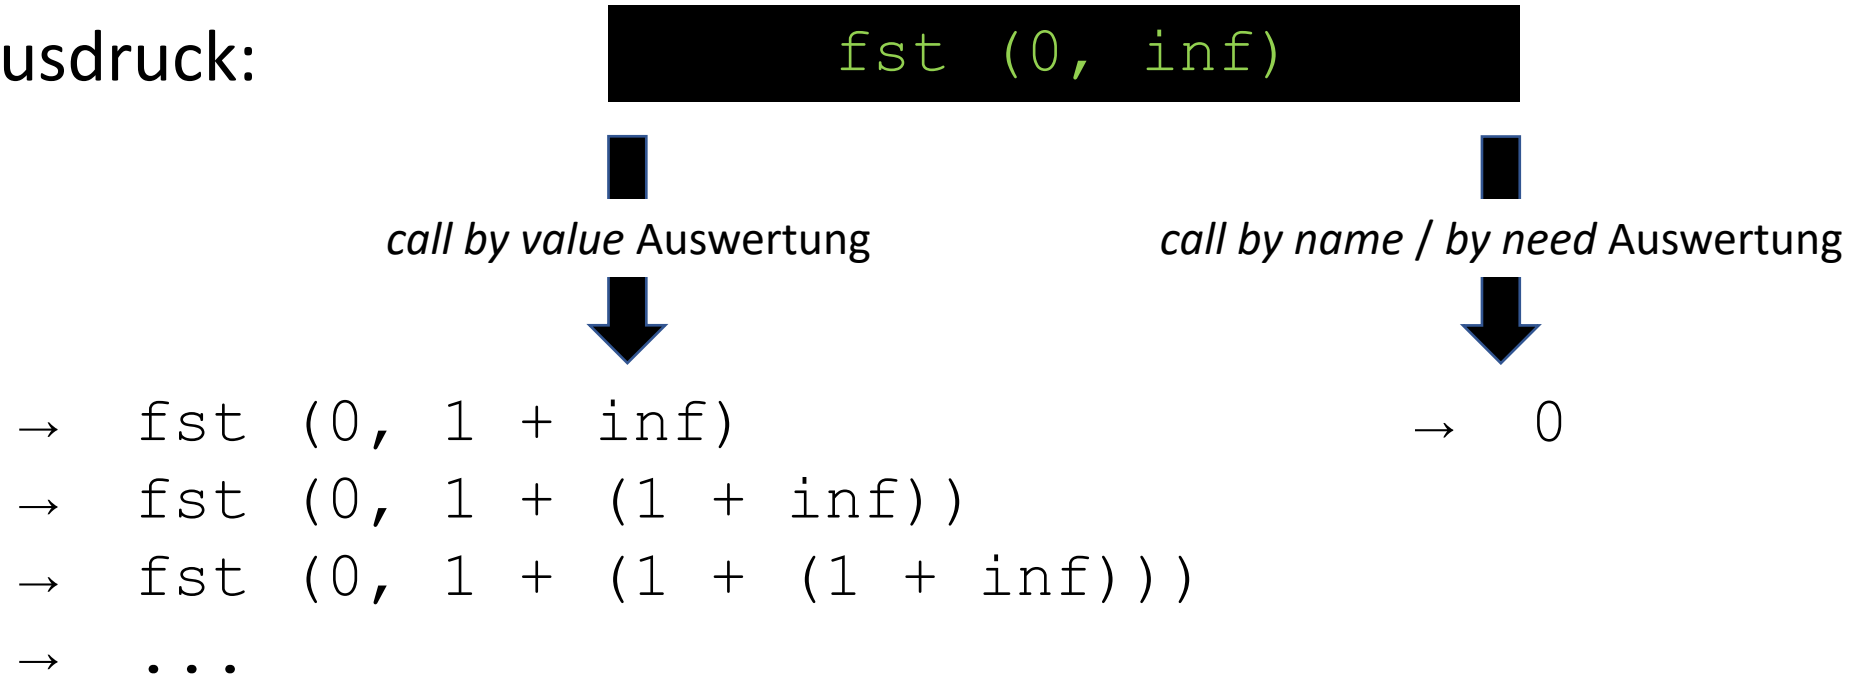 usdruck:
fst (0, inf)
call by value Auswertung
call by name / by need Auswertung
→ fst (0, 1 + inf)
→ 0
→ fst (0, 1 + (1 + inf))
→ fst (0, 1 + (1 + (1 + inf)))
→ ...